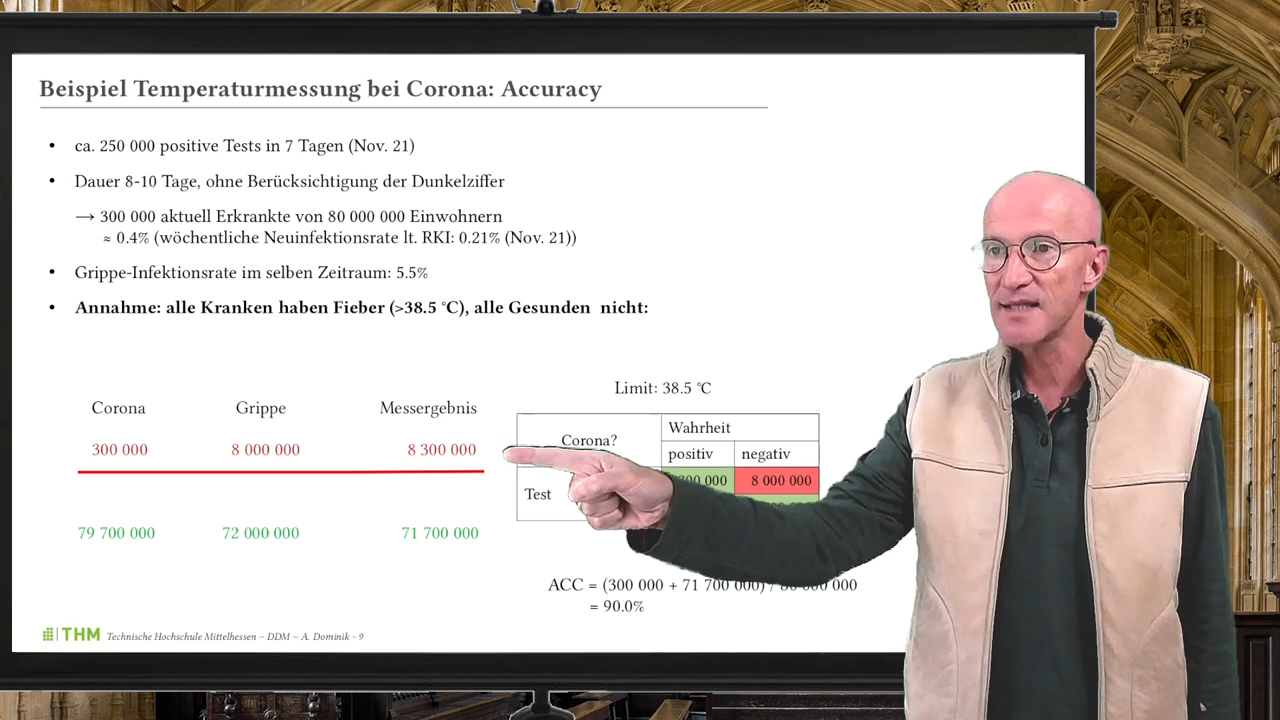 Beispiel Temperaturmessung bei Corona: Accuracy
• ca. 250 000 positive Tests in 7 Tagen (Nov. 21)
• Dauer 8-10 Tage, ohne Berücksichtigung der Dunkelziffer
→ 300 000 aktuell Erkrankte von 80 000 000 Einwohnern
≈ 0.4% (wöchentliche Neuinfektionsrate lt. RKI: 0.21% (Nov. 21))
• Grippe-Infektionsrate im selben Zeitraum: 5.5%
• Annahme: alle Kranken haben Fieber (>38.5 °C), alle Gesunden nicht:
Limit: 38.5 °C
Corona? Wahrheit
positiv negativ
Test 000 8 000 000
Corona Grippe Messergebnis
300 000 8 000 000 8 300 000
79 700 000 72 000 000 71 700 000
ACC = (300 000 + 71 700 000) / 80 000 000
= 90.0%
THM Technische Hochschule Mittelhessen – DDM – A. Dominik - 9